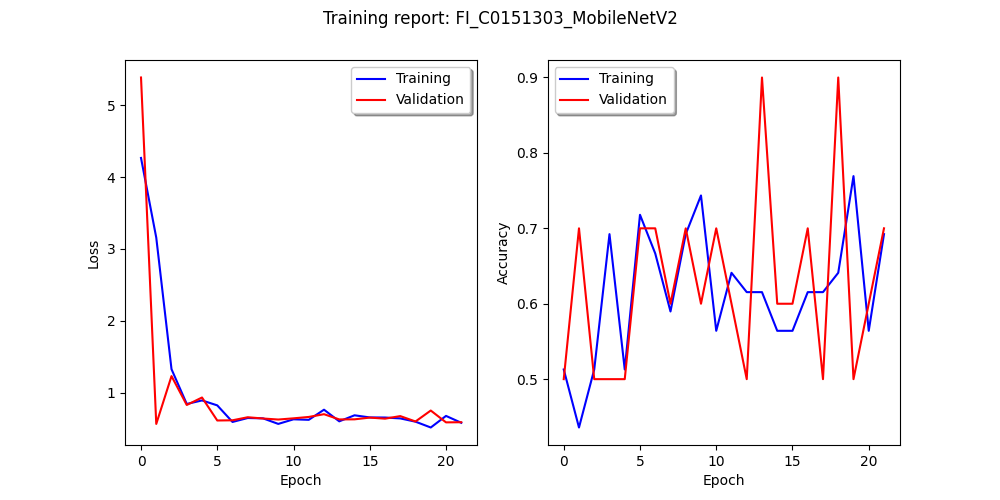 Training report: FI_C0151303_MobileNetV2
Training
Validation
5
4
3
2
1
0
5
10
15
20
Loss
Epoch
Training
Validation
0.9
0.8
0.7
0.6
0.5
0
5
10
15
20
Accuracy
Epoch